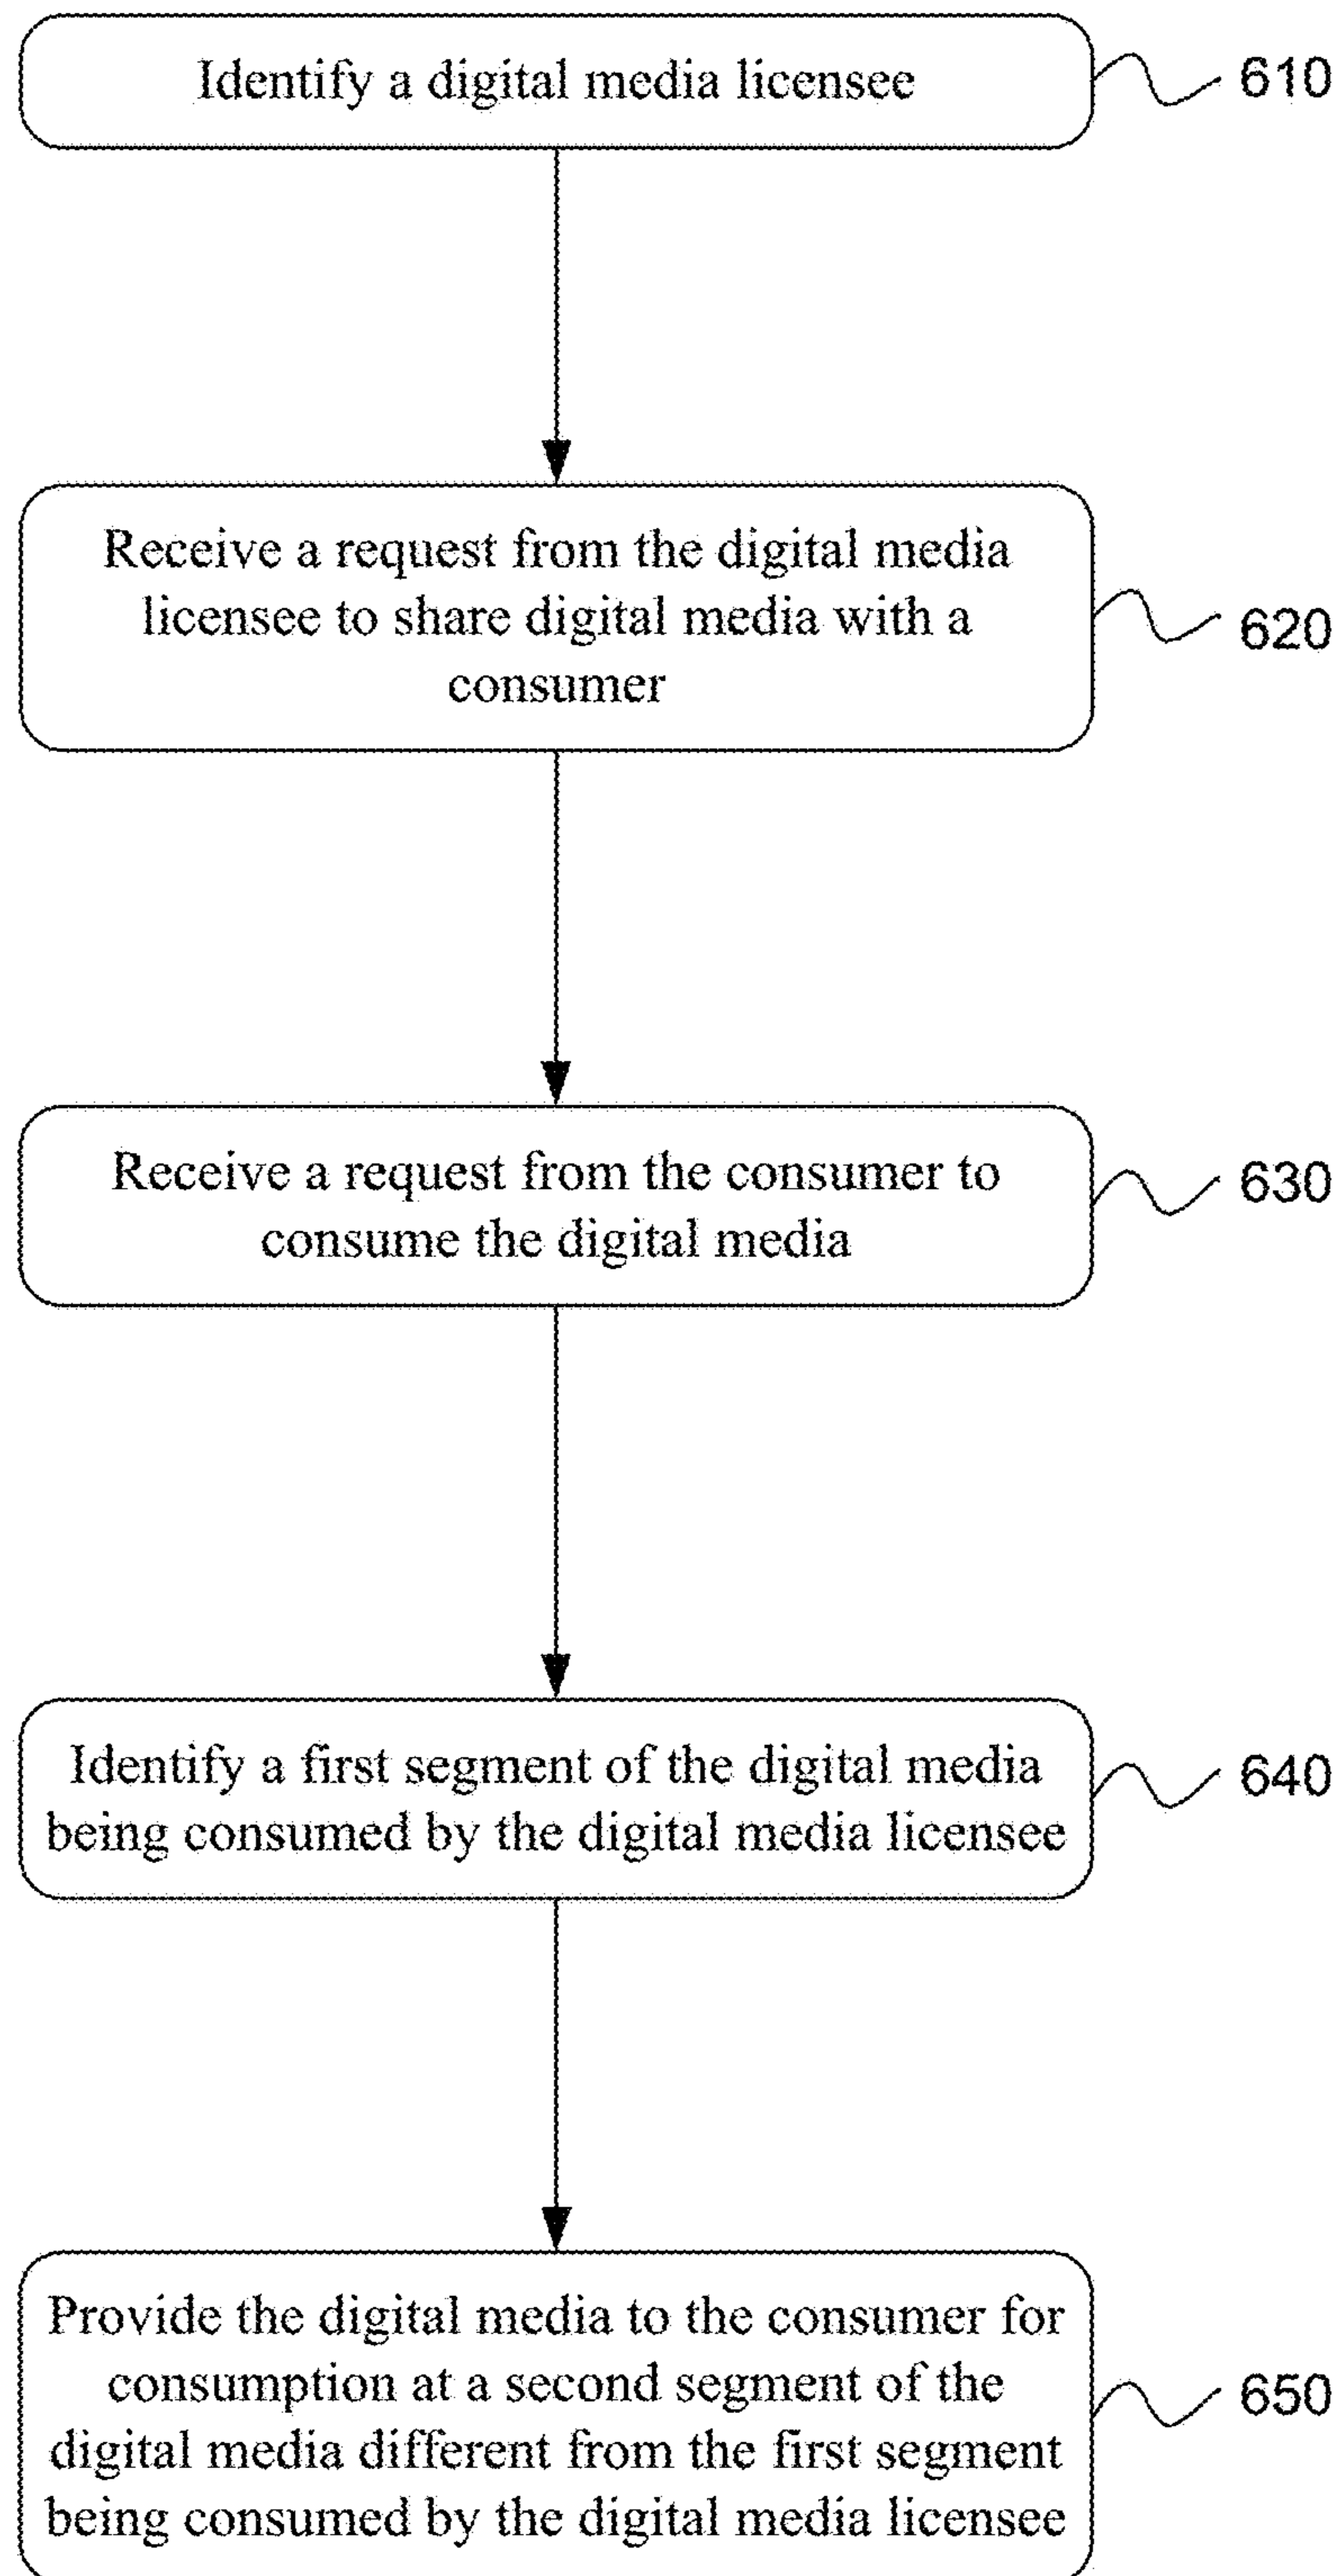 Identify a digital media licensee
610
Receive a request from the digital media
licensee to share digital media with a
consumer
620
Receive a request from the consumer to
consume the digital media
630
Identify a first segment of the digital media
being consumed by the digital media licensee
640
Provide the digital media to the consumer for
consumption at a second segment of the
digital media different from the first segment
being consumed by the digital media licensee
650